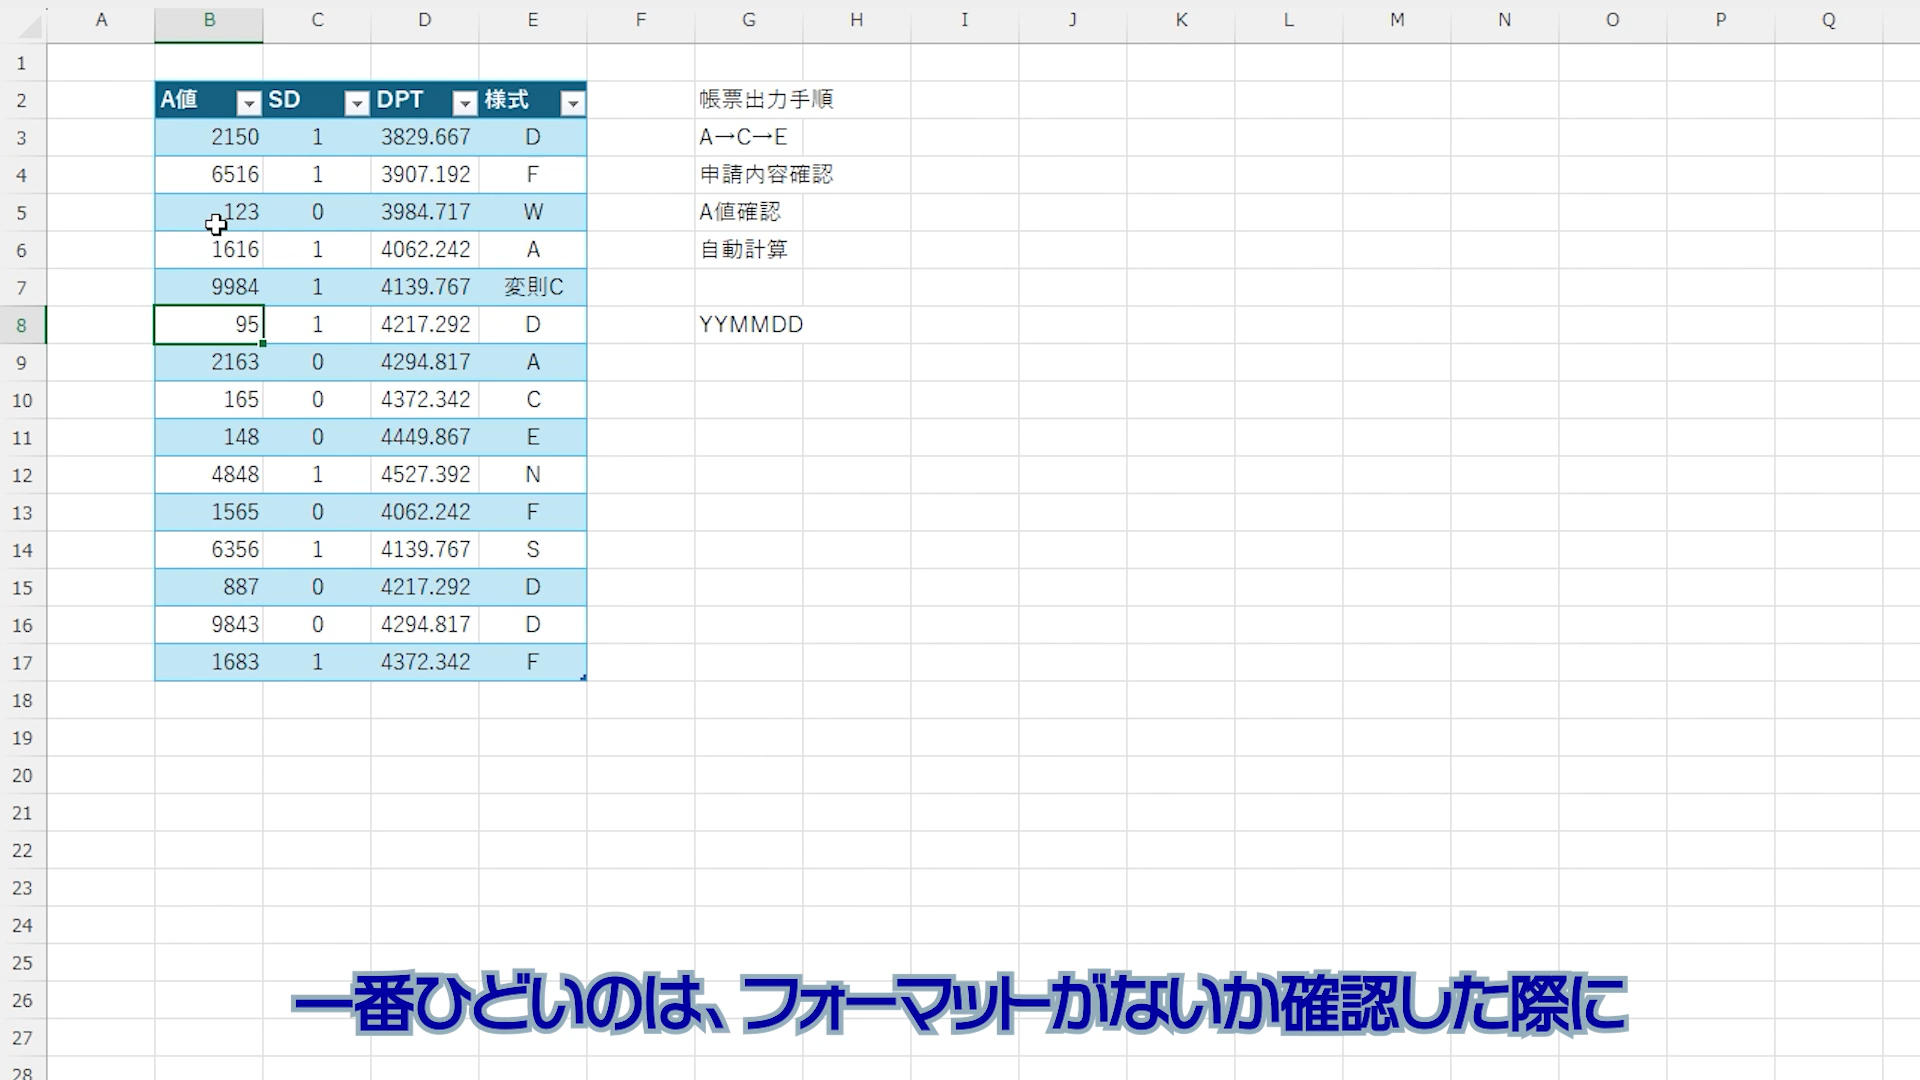 A B C D E F G H I J K L M N O P Q
1
2 A値 SD DPT 様式 帳票出力手順
3 2150 1 3829.667 D A→C→E
4 6516 1 3907.192 F 申請内容確認
5 123 0 3984.717 W A値確認
6 1616 1 4062.242 A 自動計算
7 9984 1 4139.767 変則C
8 95 1 4217.292 D YYMMDD
9 2163 0 4294.817 A
10 165 0 4372.342 C
11 148 0 4449.867 E
12 4848 1 4527.392 N
13 1565 0 4062.242 F
14 6356 1 4139.767 S
15 887 0 4217.292 D
16 9843 0 4294.817 D
17 1683 1 4372.342 F
18
19
20
21
22
23
24
25
26
27
28
一番ひどいのは、フォーマットがないか確認した際に